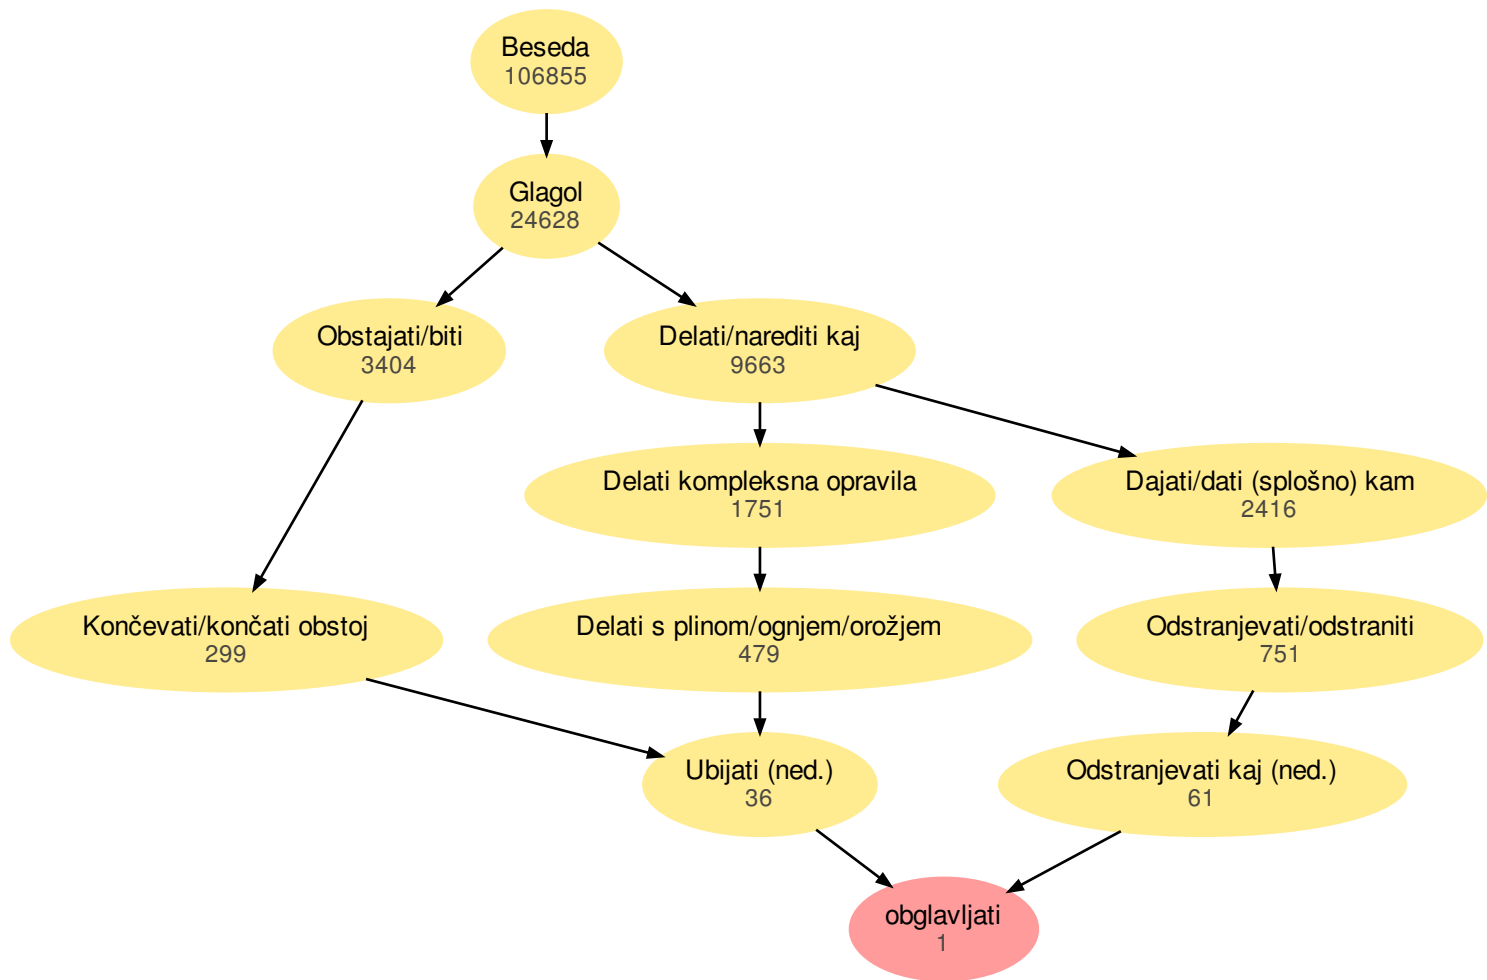 Beseda
106855
Glagol
24628
Obstajati/biti
3404
Delati/narediti kaj
9663
Delati kompleksna opravila
1751
Dajati/dati (splošno) kam
2416
Končevati/končati obstoj
299
Delati s plinom/ognjem/orožjem
479
Odstranjevati/odstraniti
751
Ubijati (ned.)
36
Odstranjevati kaj (ned.)
61
obglavljati
1